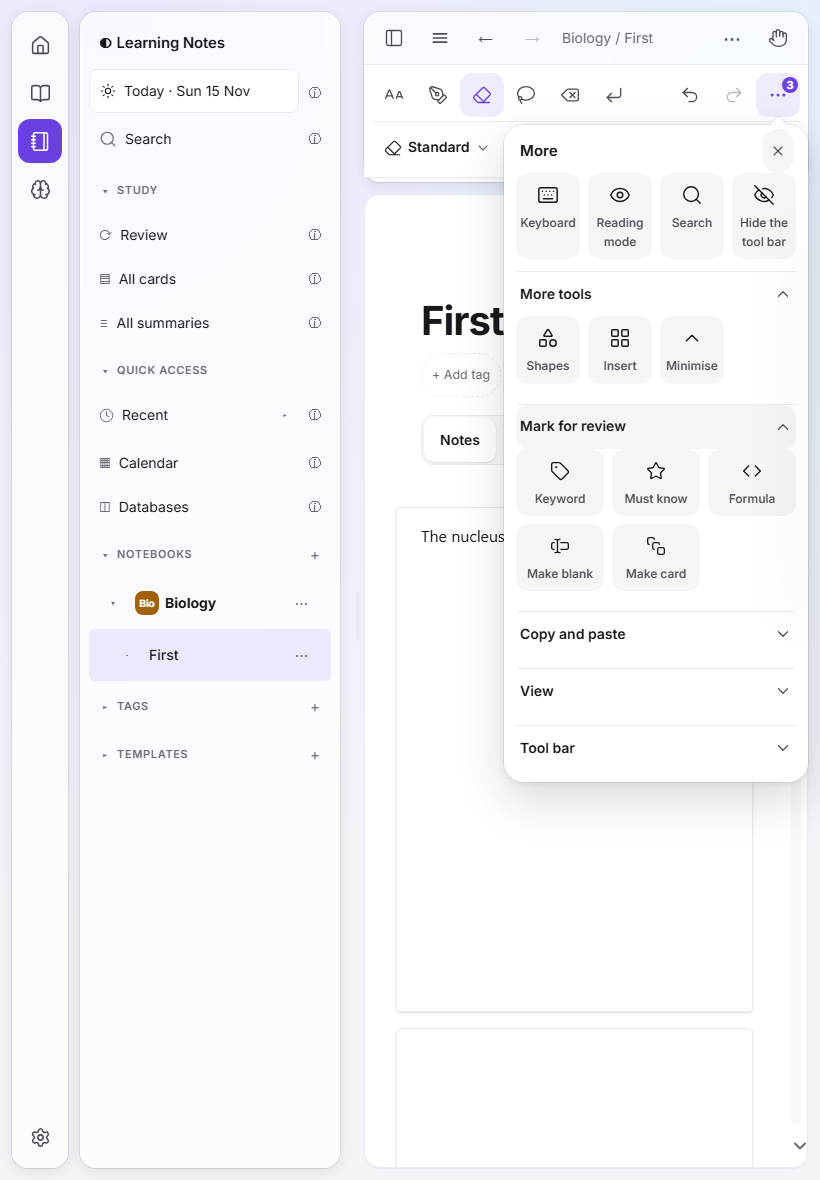 Learning Notes
Today · Sun 15 Nov
Search
STUDY
Review
All cards
All summaries
QUICK ACCESS
Recent
Calendar
Databases
NOTEBOOKS
Bio Biology
First
TAGS
TEMPLATES
Biology / First
AA
3
Standard
First
+ Add tag
Notes
The nucleus
More
Keyboard
Reading
mode
Search
Hide the
tool bar
More tools
Shapes
Insert
Minimise
Mark for review
Keyword
Must know
Formula
Make blank
Make card
Copy and paste
View
Tool bar